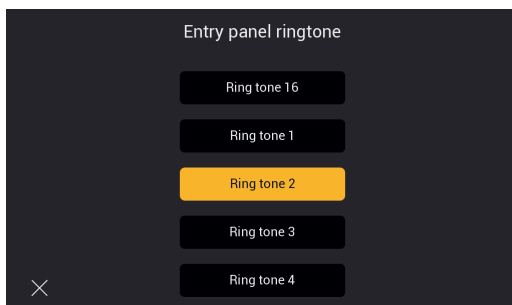 Entry panel ringtone
Ring tone 16
Ring tone 1
Ring tone 2
Ring tone 3
Ring tone 4